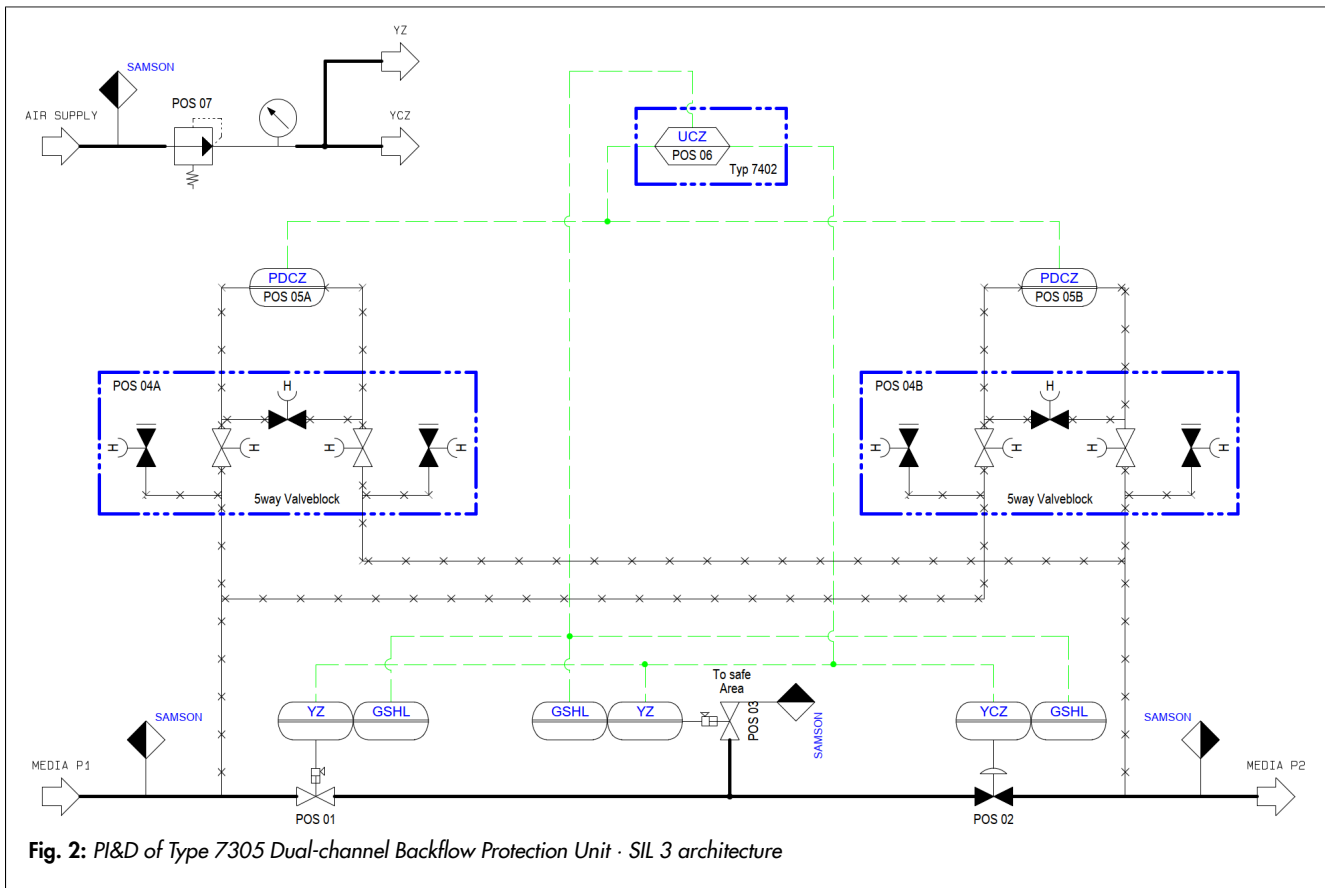 YZ
SAMSON
POS 07
AIR SUPPLY
YCZ
UCZ
POS 06
Typ 7402
PDCZ
POS 05A
PDCZ
POS 05B
POS 04A
H
H
H
H
H
5way Valveblock
POS 04B
H
H
H
H
H
5way Valveblock
To safe
Area
YZ
GSHL
GSHL
YZ
POS 03
SAMSON
YCZ
GSHL
SAMSON
SAMSON
MEDIA P1
MEDIA P2
POS 01
POS 02
Fig. 2: PI&D of Type 7305 Dual-channel Backflow Protection Unit · SIL 3 architecture